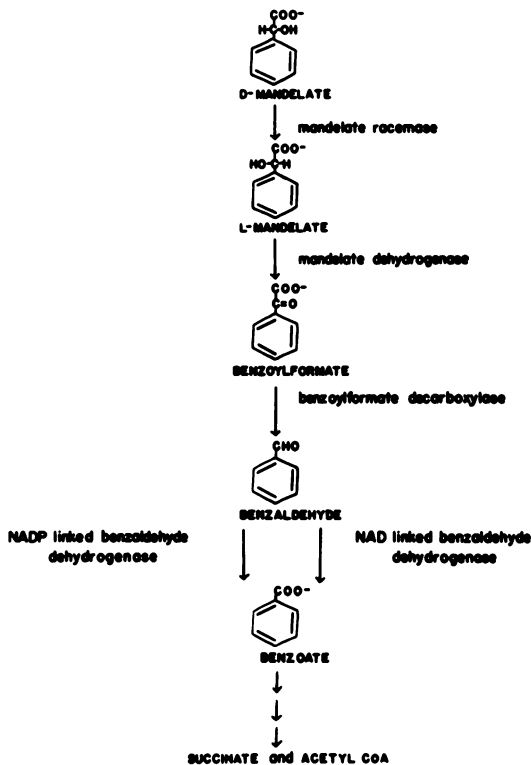 COO⁻
H-C-OH
D-MANDELATE
mandelate racemase
COO⁻
HO-C-H
L-MANDELATE
mandelate dehydrogenase
COO⁻
C=O
BENZOYLFORMATE
benzoylformate decarboxylase
CHO
BENZALDEHYDE
NADP linked benzaldehyde
dehydrogenase
NAD linked benzaldehyde
dehydrogenase
COO⁻
BENZOATE
SUCCINATE and ACETYL COA